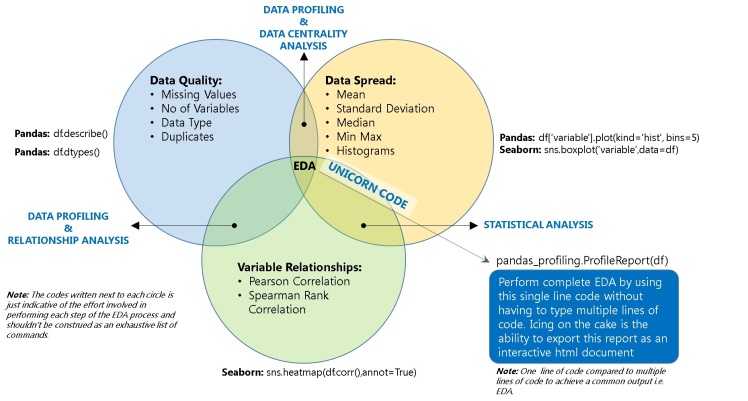 DATA PROFILING
&
DATA CENTRALITY
ANALYSIS
Data Quality:
• Missing Values
• No of Variables
• Data Type
• Duplicates
Data Spread:
• Mean
• Standard Deviation
• Median
• Min Max
• Histograms
Pandas: df.describe()
Pandas: df.dtypes()
Pandas: df['variable'].plot(kind='hist', bins=5)
Seaborn: sns.boxplot('variable',data=df)
EDA
UNICORN CODE
DATA PROFILING
&
RELATIONSHIP ANALYSIS
STATISTICAL ANALYSIS
Variable Relationships:
• Pearson Correlation
• Spearman Rank
Correlation
pandas_profiling.ProfileReport(df)
Perform complete EDA by using
this single line code without
having to type multiple lines of
code. Icing on the cake is the
ability to export this report as an
interactive html document
Note: The codes written next to each circle is
just indicative of the effort involved in
performing each step of the EDA process and
shouldn't be construed as an exhaustive list of
commands.
Seaborn: sns.heatmap(df.corr(),annot=True)
Note: One line of code compared to multiple
lines of code to achieve a common output i.e.
EDA.